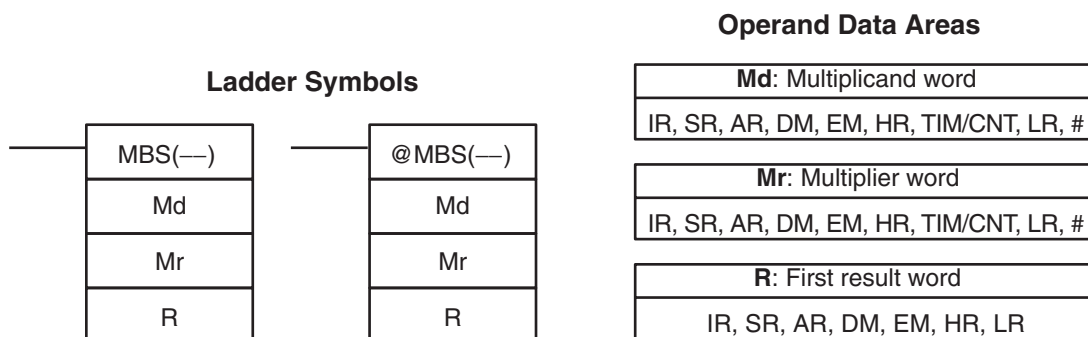 Ladder Symbols
MBS(––)
Md
Mr
R
@MBS(––)
Md
Mr
R
Operand Data Areas
Md: Multiplicand word
IR, SR, AR, DM, EM, HR, TIM/CNT, LR, #
Mr: Multiplier word
IR, SR, AR, DM, EM, HR, TIM/CNT, LR, #
R: First result word
IR, SR, AR, DM, EM, HR, LR